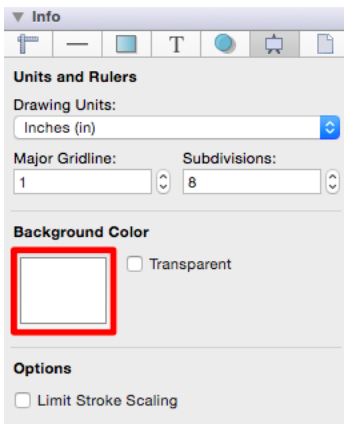 Info
T
Units and Rulers
Drawing Units:
Inches (in)
Major Gridline: Subdivisions:
1 8
Background Color
Transparent
Options
Limit Stroke Scaling